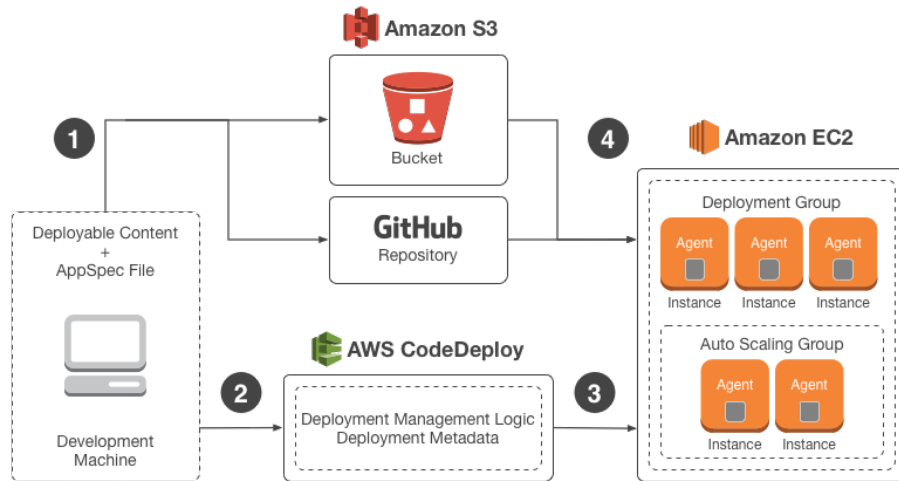 Amazon S3
1
Bucket
4
Amazon EC2
Deployable Content
+
AppSpec File
GitHub
Repository
Deployment Group
Agent
Agent
Agent
Instance
Instance
Instance
Development
Machine
2
AWS CodeDeploy
Deployment Management Logic
Deployment Metadata
3
Auto Scaling Group
Agent
Agent
Instance
Instance